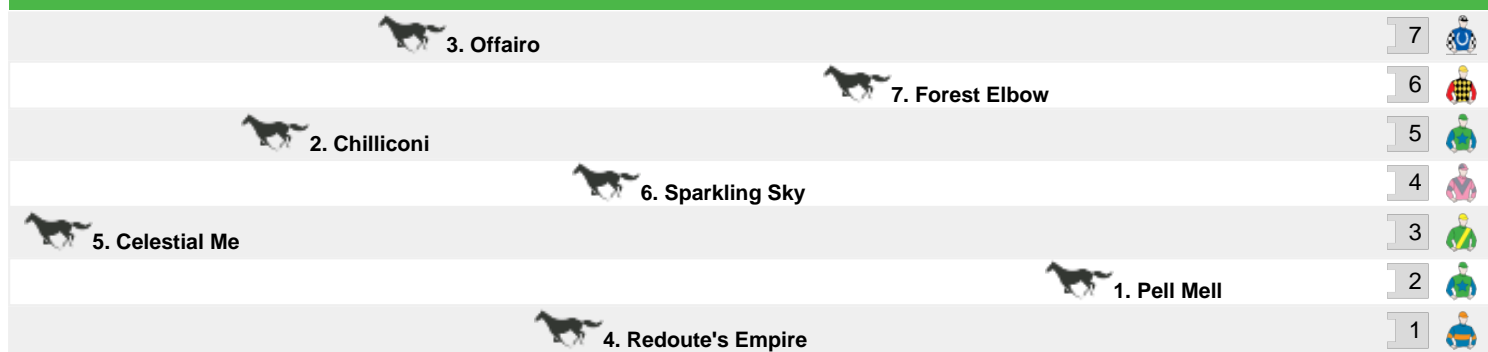 3. Offairo 7
7. Forest Elbow 6
2. Chilliconi 5
6. Sparkling Sky 4
5. Celestial Me 3
1. Pell Mell 2
4. Redoute's Empire 1